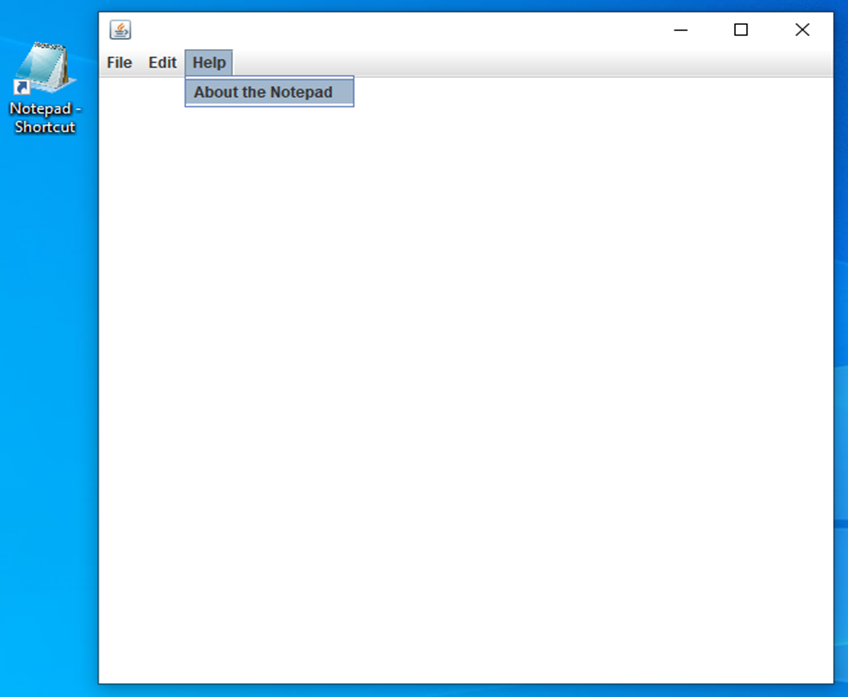 Notepad -
Shortcut
File Edit Help
About the Notepad